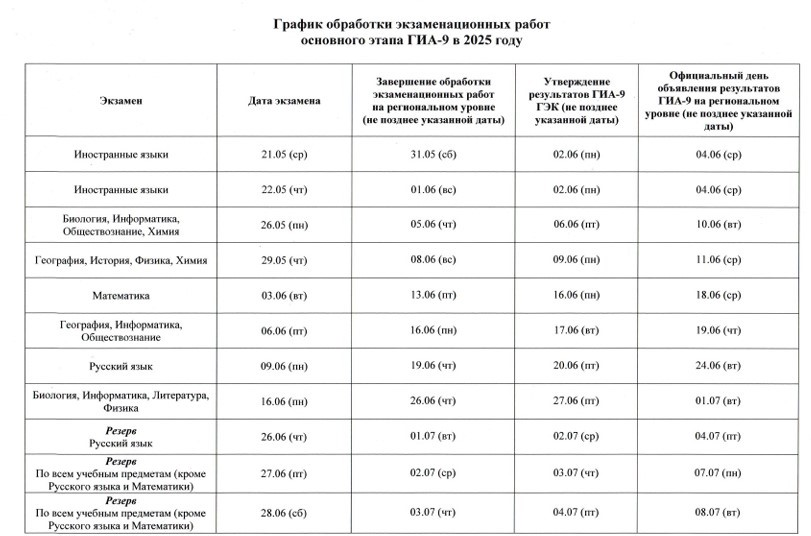 График обработки экзаменационных работ
основного этапа ГИА-9 в 2025 году
Экзамен
Дата экзамена
Завершение обработки
экзаменационных работ
на региональном уровне
(не позднее указанной даты)
Утверждение
результатов ГИА-9
ГЭК (не позднее
указанной даты)
Официальный день
объявления результатов
ГИА-9 на региональном
уровне (не позднее указанной
даты)
Иностранные языки
21.05 (ср)
31.05 (сб)
02.06 (пн)
04.06 (ср)
Иностранные языки
22.05 (чт)
01.06 (вс)
02.06 (пн)
04.06 (ср)
Биология, Информатика,
Обществознание, Химия
26.05 (пн)
05.06 (чт)
06.06 (пт)
10.06 (вт)
География, История, Физика, Химия
29.05 (чт)
08.06 (вс)
09.06 (пн)
11.06 (ср)
Математика
03.06 (вт)
13.06 (пт)
16.06 (пн)
18.06 (ср)
География, Информатика,
Обществознание
06.06 (пт)
16.06 (пн)
17.06 (вт)
19.06 (чт)
Русский язык
09.06 (пн)
19.06 (чт)
20.06 (пт)
24.06 (вт)
Биология, Информатика, Литература,
Физика
16.06 (пн)
26.06 (чт)
27.06 (пт)
01.07 (вт)
Резерв
Русский язык
26.06 (чт)
01.07 (вт)
02.07 (ср)
04.07 (пт)
Резерв
По всем учебным предметам (кроме
Русского языка и Математики)
27.06 (пт)
02.07 (ср)
03.07 (чт)
07.07 (пн)
Резерв
По всем учебным предметам (кроме
Русского языка и Математики)
28.06 (сб)
03.07 (чт)
04.07 (пт)
08.07 (вт)